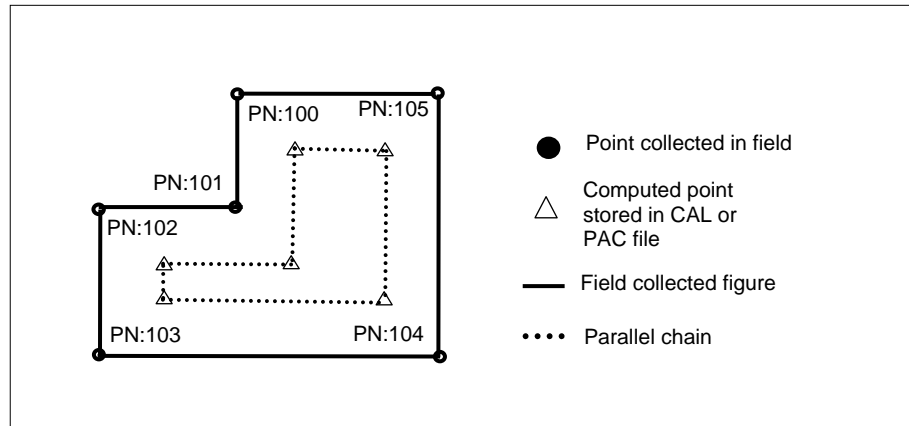 PN:100
PN:105
PN:101
PN:102
PN:103
PN:104
Point collected in field
Computed point
stored in CAL or
PAC file
Field collected figure
Parallel chain